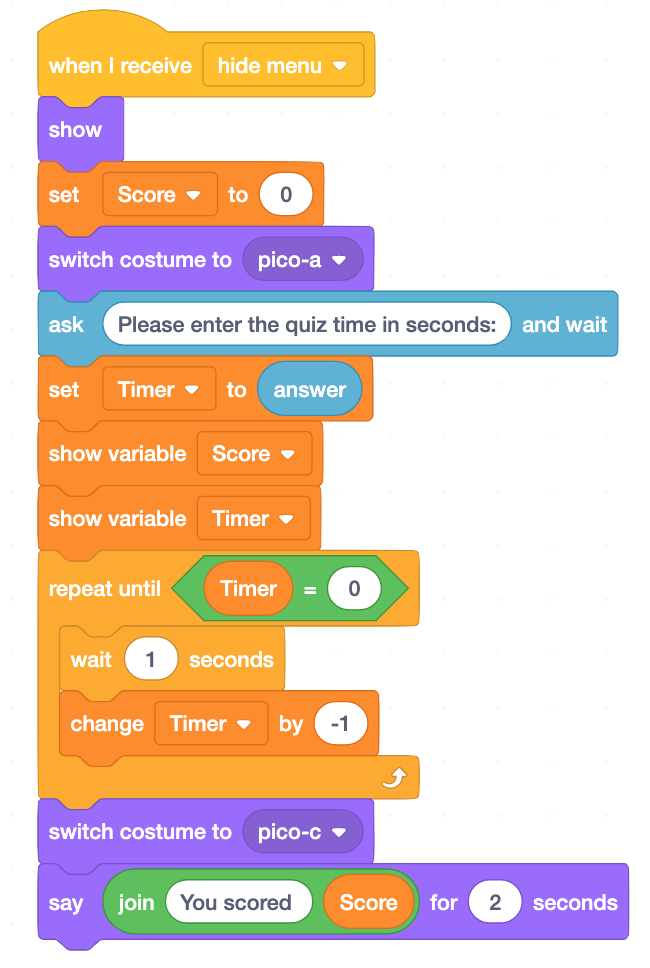 when I receive hide menu
show
set Score to 0
switch costume to pico-a
ask Please enter the quiz time in seconds: and wait
set Timer to answer
show variable Score
show variable Timer
repeat until Timer = 0
wait 1 seconds
change Timer by -1
switch costume to pico-c
say join You scored Score for 2 seconds